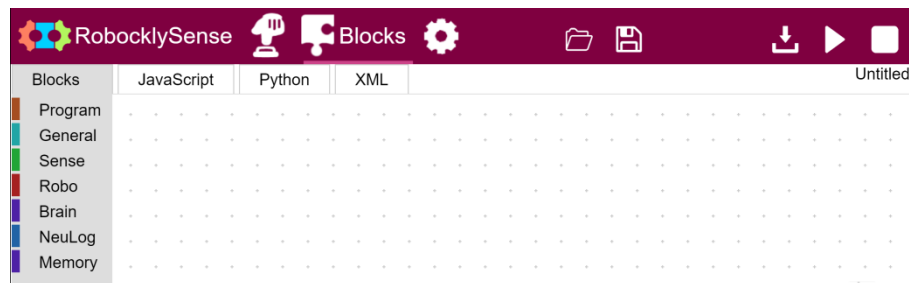 RobocklySense Blocks
Blocks JavaScript Python XML Untitled
Program
General
Sense
Robo
Brain
NeuLog
Memory